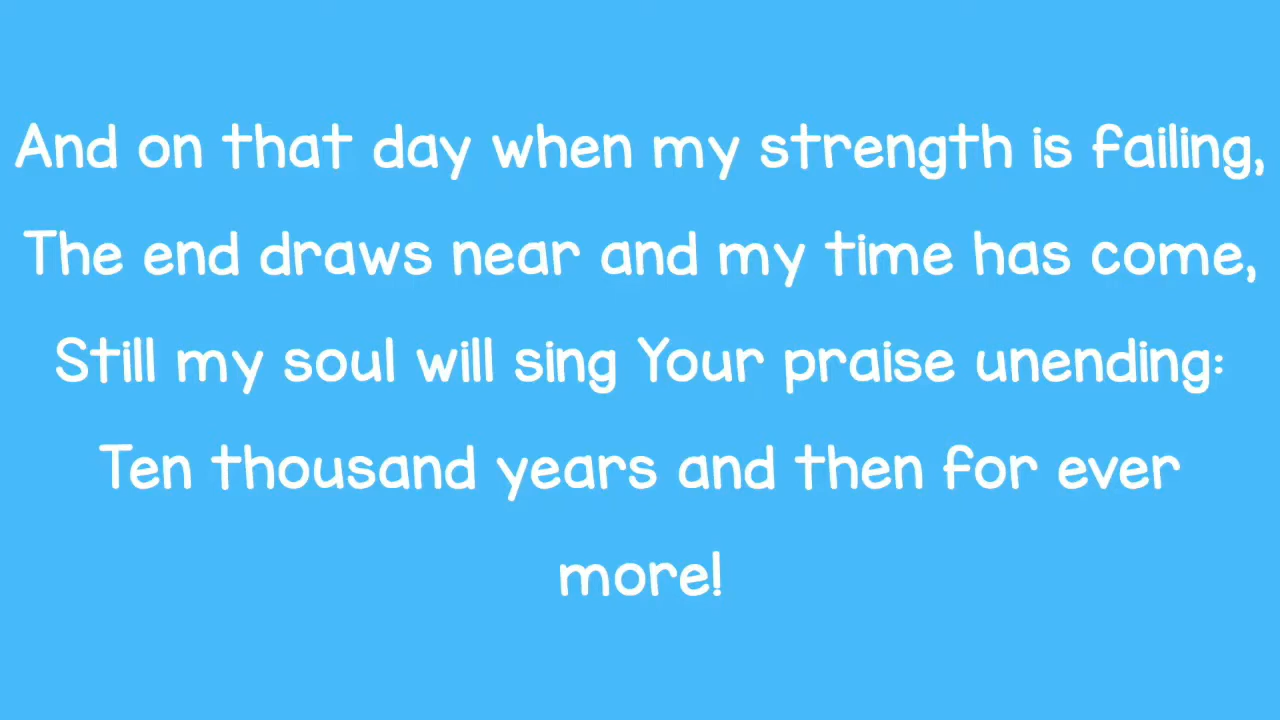 And on that day when my strength is failing,
The end draws near and my time has come,
Still my soul will sing Your praise unending:
Ten thousand years and then for ever
more!